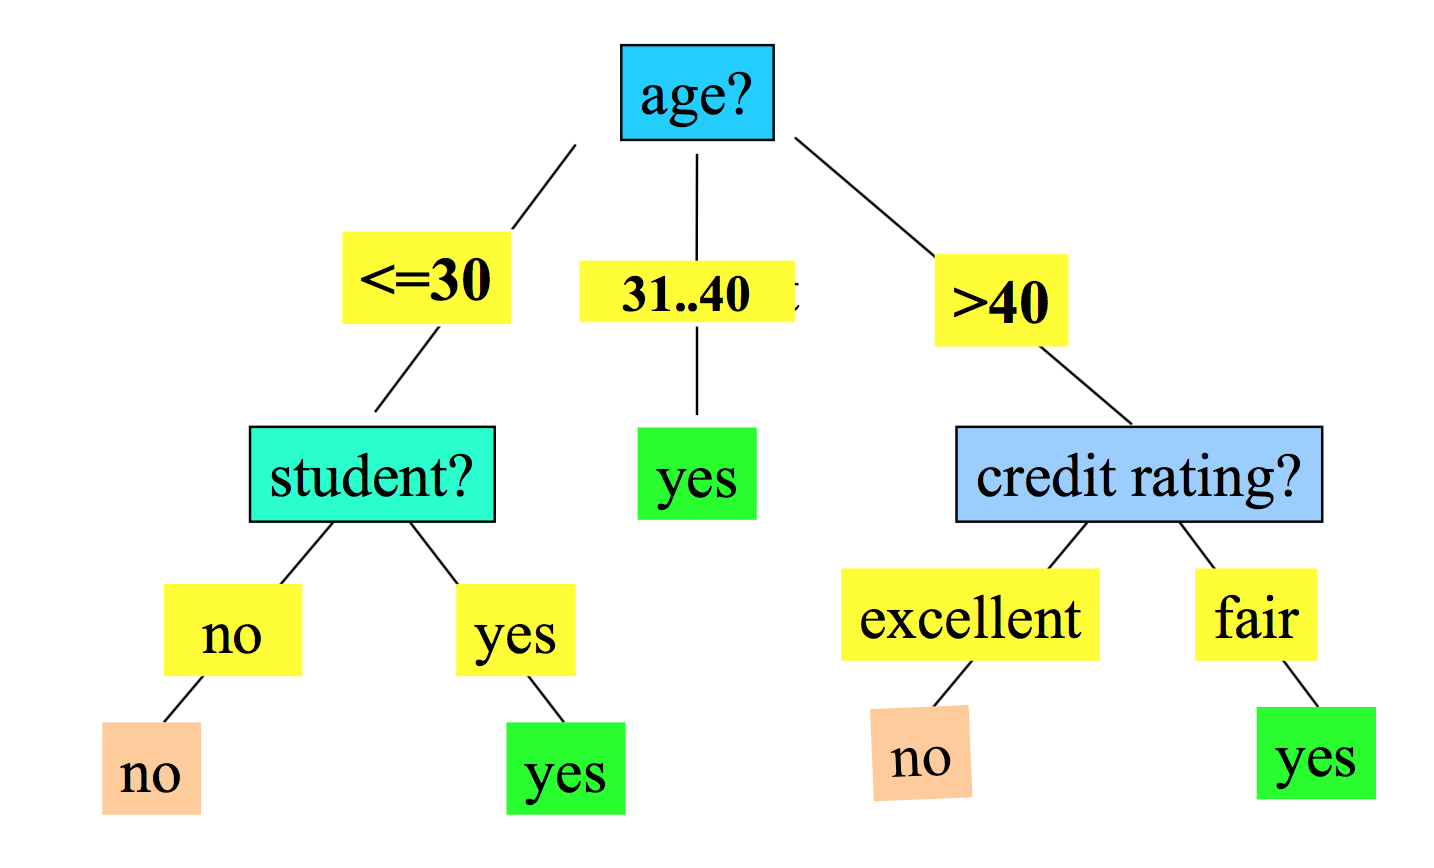 age?
<=30
31..40
>40
student?
yes
credit rating?
no
yes
excellent
fair
no
yes
no
yes